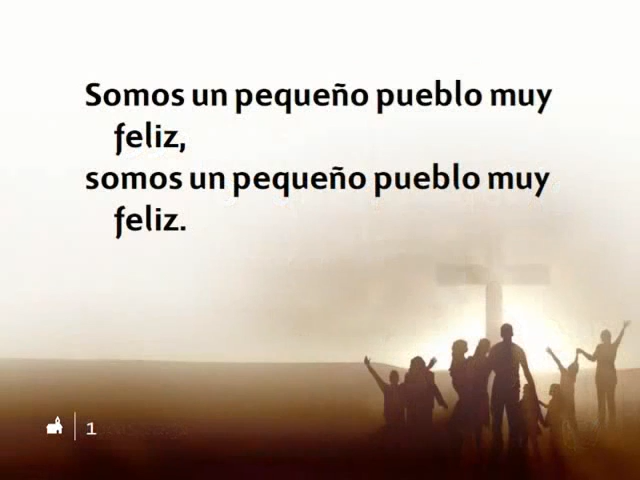 Somos un pequeño pueblo muy
feliz,
somos un pequeño pueblo muy
feliz.
1